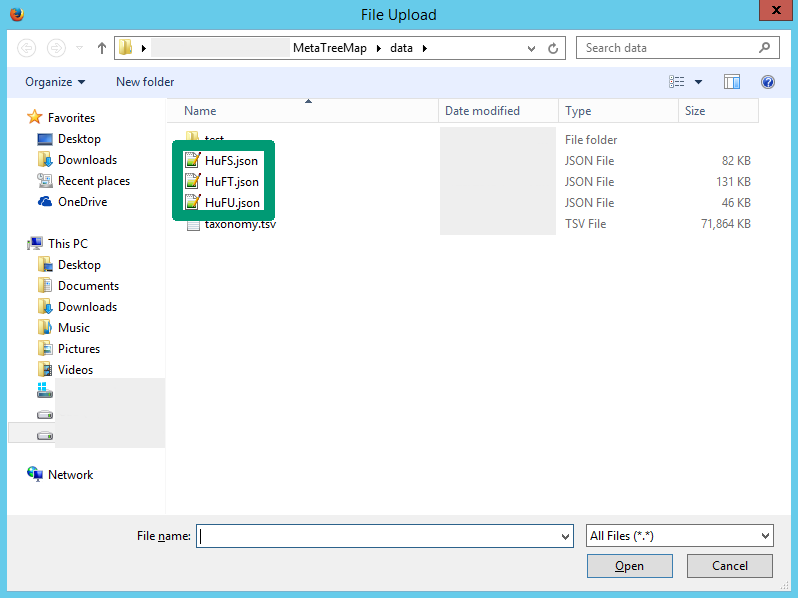 File Upload
x
MetaTreeMap data
Search data
Organize
New folder
Name Date modified Type Size
test File folder
HuFS.json JSON File 82 KB
HuFT.json JSON File 131 KB
HuFU.json JSON File 46 KB
taxonomy.tsv TSV File 71,864 KB
Favorites
Desktop
Downloads
Recent places
OneDrive
This PC
Desktop
Documents
Downloads
Music
Pictures
Videos
Network
File name:
All Files (*.*)
Open
Cancel